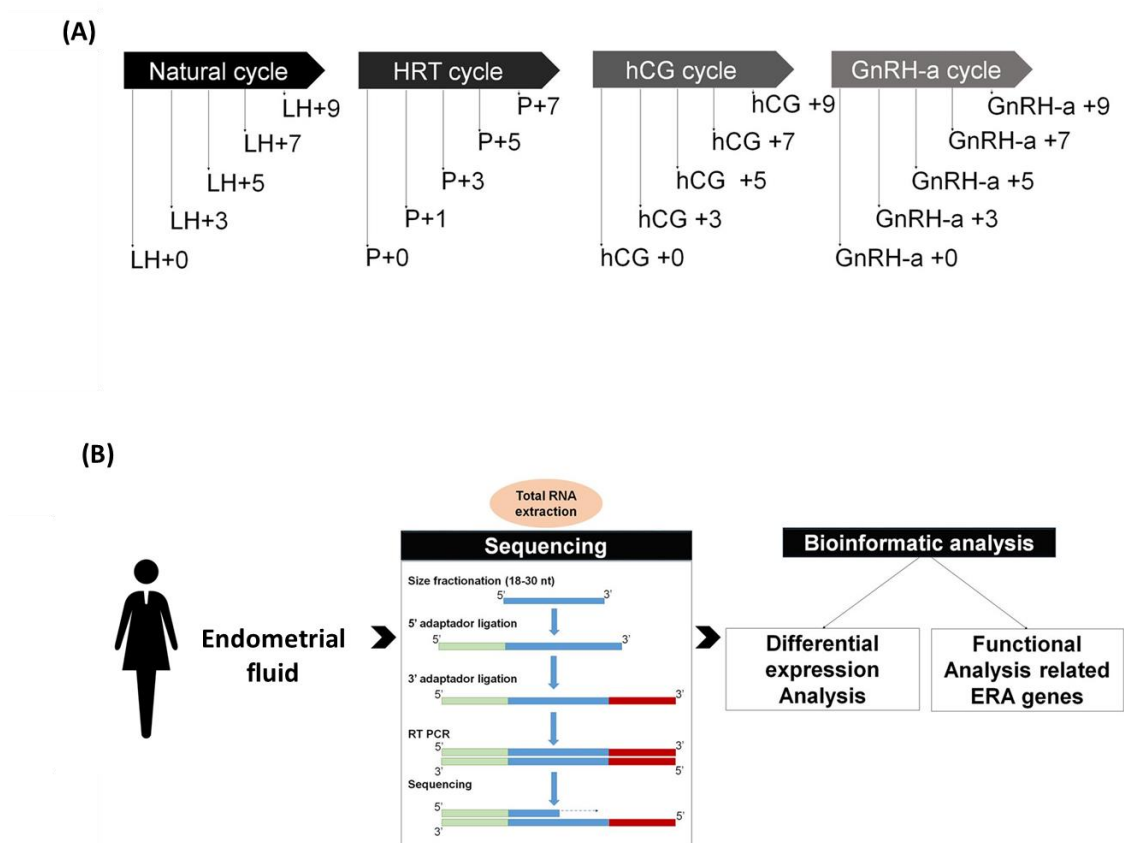 (A)
Natural cycle
LH+9
LH+7
LH+5
LH+3
LH+0
HRT cycle
P+7
P+5
P+3
P+1
P+0
hCG cycle
hCG +9
hCG +7
hCG +5
hCG +3
hCG +0
GnRH-a cycle
GnRH-a +9
GnRH-a +7
GnRH-a +5
GnRH-a +3
GnRH-a +0
(B)
Endometrial
fluid
Total RNA
extraction
Sequencing
Size fractionation (18-30 nt)
5' 3'
5' adaptador ligation
5' 3'
3' adaptador ligation
5' 3'
RT PCR
5' 3'
3' 5'
Sequencing
5' 5'
3'
Bioinformatic analysis
Differential
expression
Analysis
Functional
Analysis related
ERA genes